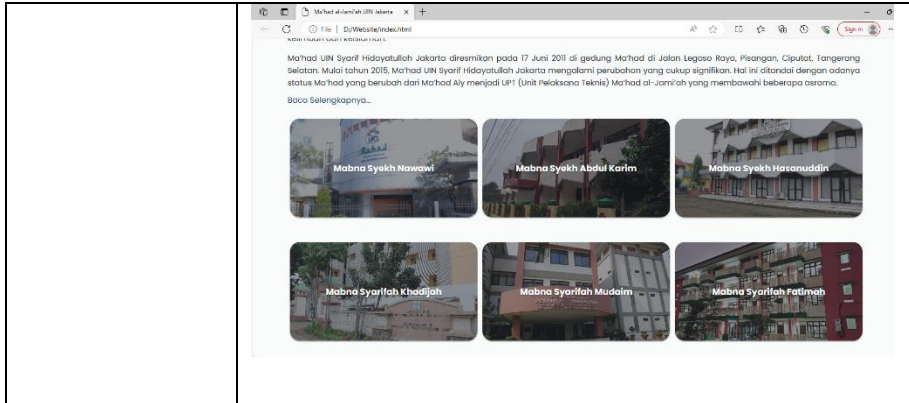 Ma'had al-Jami'ah UIN Jakarta
File | D:/Website/index.html
Sign in
keilmuan dan keislaman.
Ma'had UIN Syarif Hidayatullah Jakarta diresmikan pada 17 Juni 2011 di gedung Ma'had di Jalan Legoso Raya, Pisangan, Ciputat, Tangerang
Selatan. Mulai tahun 2015, Ma'had UIN Syarif Hidayatullah Jakarta mengalami perubahan yang cukup signifikan. Hal ini ditandai dengan adanya
status Ma'had yang berubah dari Ma'had Aly menjadi UPT (Unit Pelaksana Teknis) Ma'had al-Jami'ah yang membawahi beberapa asrama.
Baca Selengkapnya...
Mabna Syekh Nawawi
Mabna Syekh Abdul Karim
Mabna Syekh Hasanuddin
Mabna Syarifah Khadijah
Mabna Syarifah Mudaim
Mabna Syarifah Fatimah